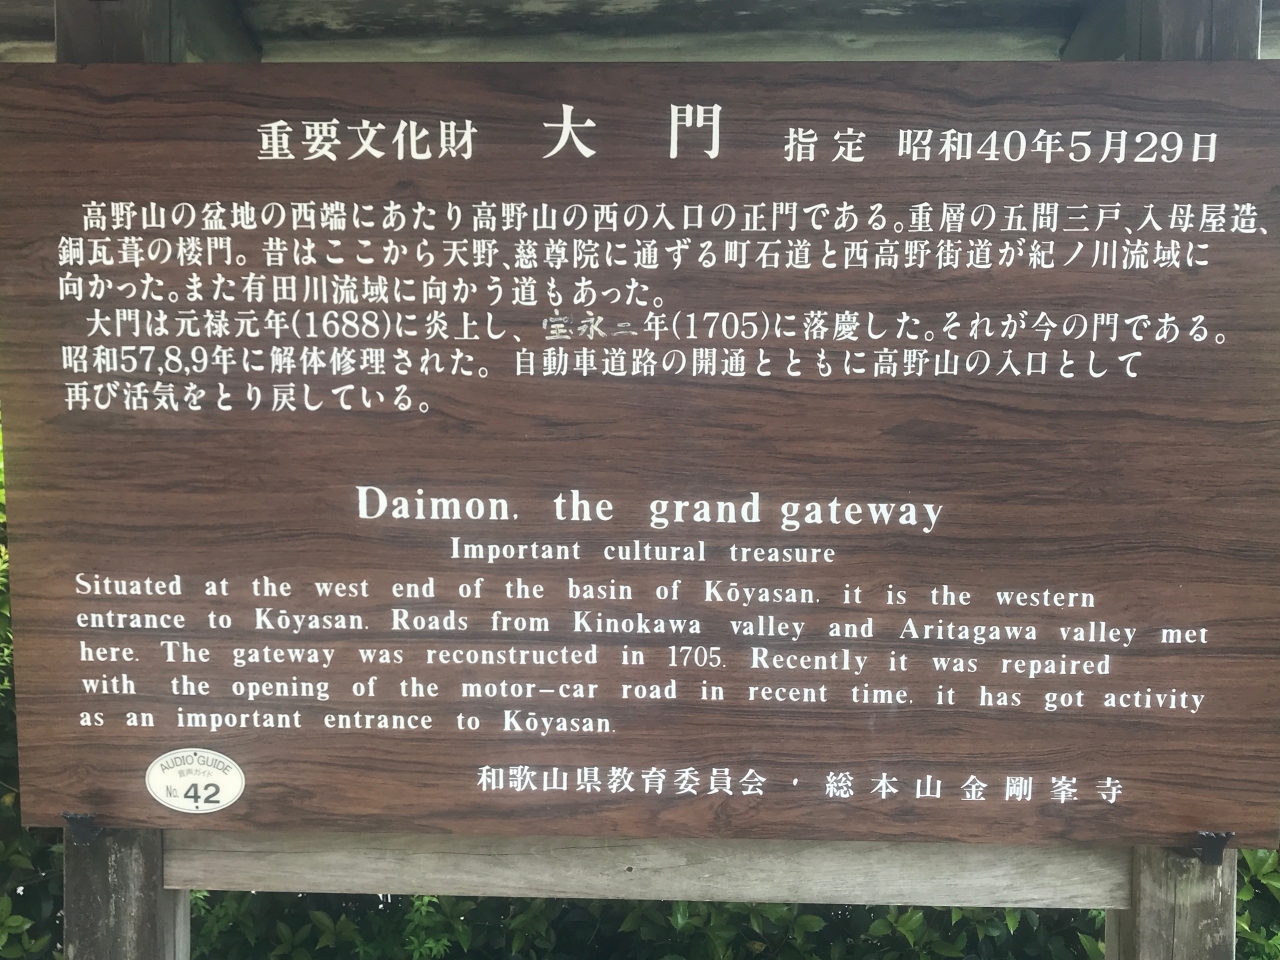 重要文化財 大門 指定 昭和40年5月29日
高野山の盆地の西端にあたり高野山の西の入口の正門である。重層の五間三戸、入母屋造、
銅瓦葺の楼門。昔はここから天野、慈尊院に通ずる町石道と西高野街道が紀ノ川流域に
向かった。また有田川流域に向かう道もあった。
大門は元禄元年(1688)に炎上し、宝永二年(1705)に落慶した。それが今の門である。
昭和57,8,9年に解体修理された。自動車道路の開通とともに高野山の入口として
再び活気をとり戻している。
Daimon. the grand gateway
Important cultural treasure
Situated at the west end of the basin of Kōyasan. it is the western
entrance to Kōyasan. Roads from Kinokawa valley and Aritagawa valley met
here. The gateway was reconstructed in 1705. Recently it was repaired
with the opening of the motor-car road in recent time. it has got activity
as an important entrance to Kōyasan.
AUDIO GUIDE
音声ガイド
No. 42
和歌山県教育委員会・総本山金剛峯寺